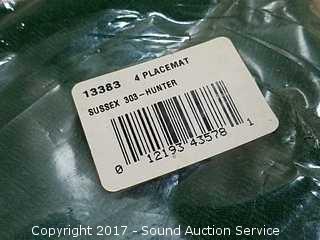 13383 4 PLACEMAT
SUSSEX 303-HUNTER
0 12193 43578 1
Copyright 2017 - Sound Auction Service